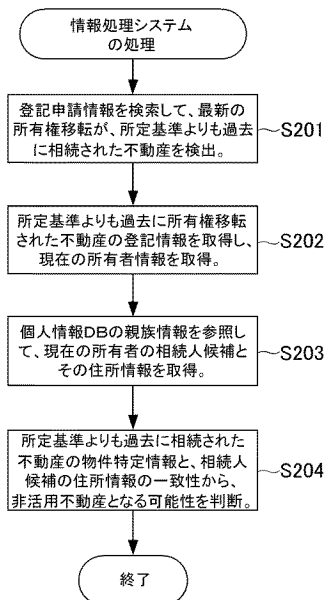 情報処理システム
の処理
登記申請情報を検索して、最新の
所有権移転が、所定基準よりも過去
に相続された不動産を検出。
S201
所定基準よりも過去に所有権移転
された不動産の登記情報を取得し、
現在の所有者情報を取得。
S202
個人情報DBの親族情報を参照し
て、現在の所有者の相続人候補と
その住所情報を取得。
S203
所定基準よりも過去に相続された
不動産の物件特定情報と、相続人
候補の住所情報の一致性から、
非活用不動産となる可能性を判断。
S204
終了